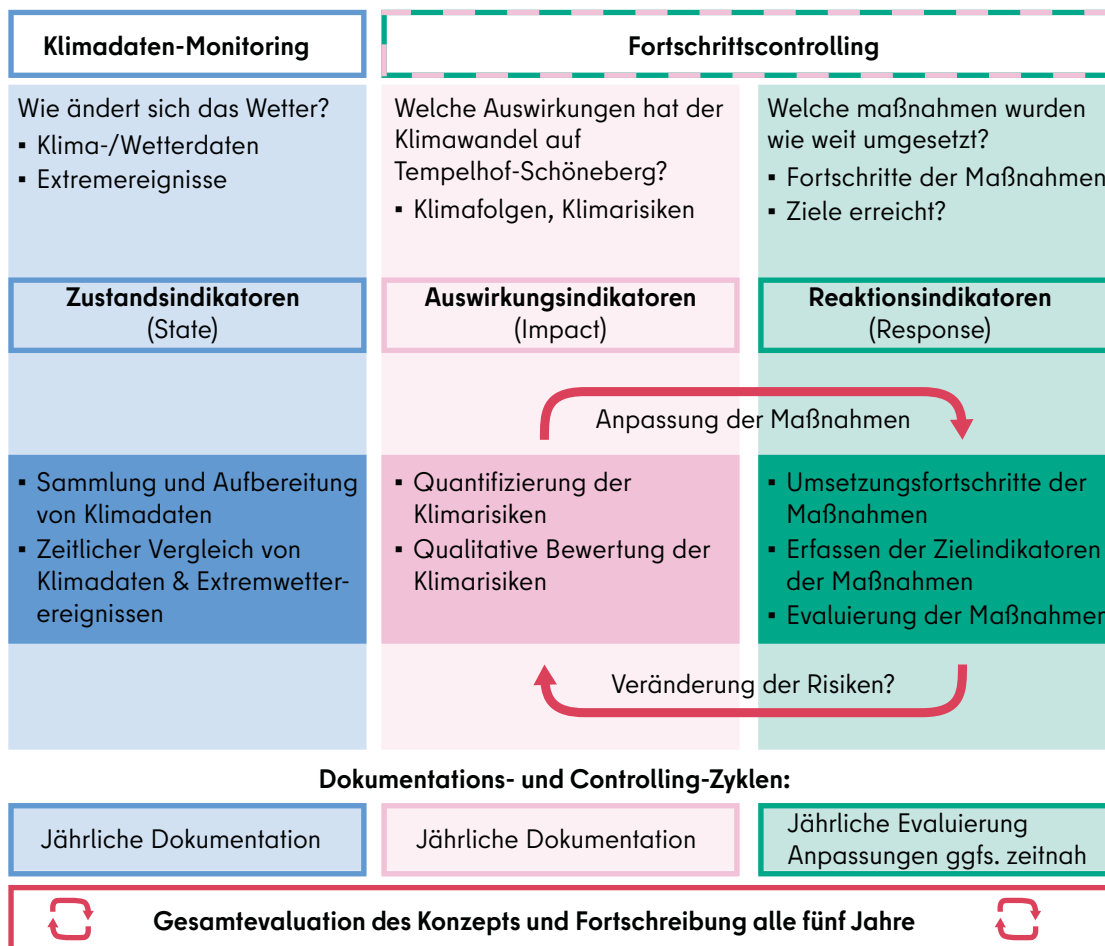 Klimadaten-Monitoring
Fortschrittscontrolling
Wie ändert sich das Wetter?
▪ Klima-/Wetterdaten
▪ Extremereignisse
Welche Auswirkungen hat der
Klimawandel auf
Tempelhof-Schöneberg?
▪ Klimafolgen, Klimarisiken
Welche maßnahmen wurden
wie weit umgesetzt?
▪ Fortschritte der Maßnahmen
▪ Ziele erreicht?
Zustandsindikatoren
(State)
Auswirkungsindikatoren
(Impact)
Reaktionsindikatoren
(Response)
Anpassung der Maßnahmen
▪ Sammlung und Aufbereitung
von Klimadaten
▪ Zeitlicher Vergleich von
Klimadaten & Extremwetter-
ereignissen
▪ Quantifizierung der
Klimarisiken
▪ Qualitative Bewertung der
Klimarisiken
▪ Umsetzungsfortschritte der
Maßnahmen
▪ Erfassen der Zielindikatoren
der Maßnahmen
▪ Evaluierung der Maßnahmen
Veränderung der Risiken?
Dokumentations- und Controlling-Zyklen:
Jährliche Dokumentation
Jährliche Dokumentation
Jährliche Evaluierung
Anpassungen ggfs. zeitnah
Gesamtevaluation des Konzepts und Fortschreibung alle fünf Jahre